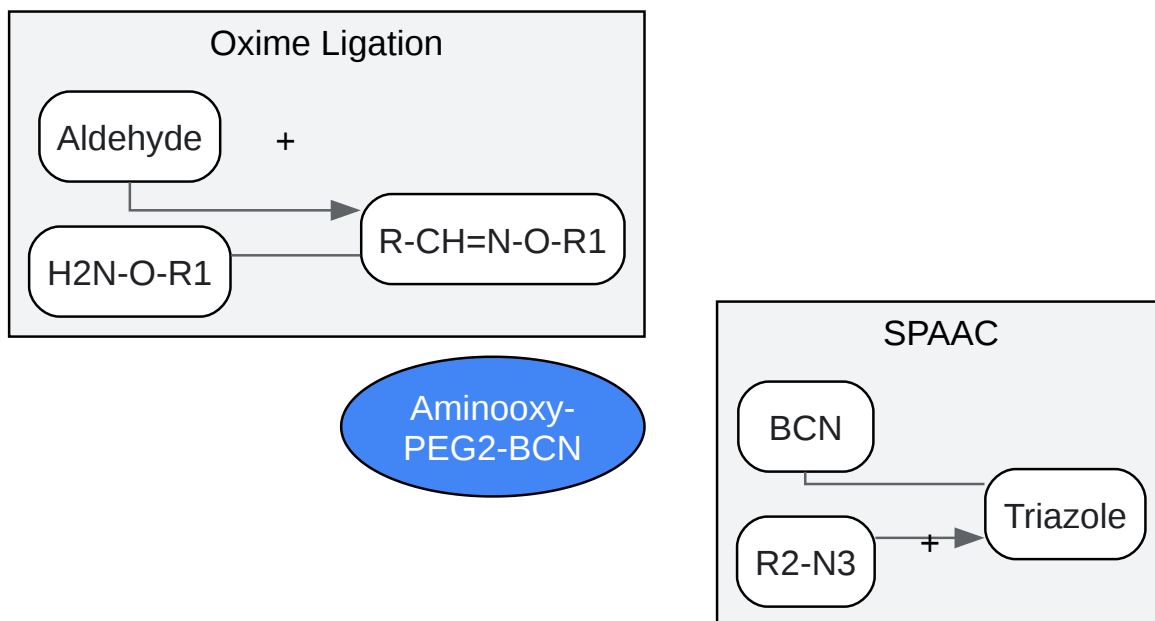 Oxime Ligation
Aldehyde
+
H2N-O-R1
R-CH=N-O-R1
Aminooxy-
PEG2-BCN
SPAAC
BCN
R2-N3
+
Triazole